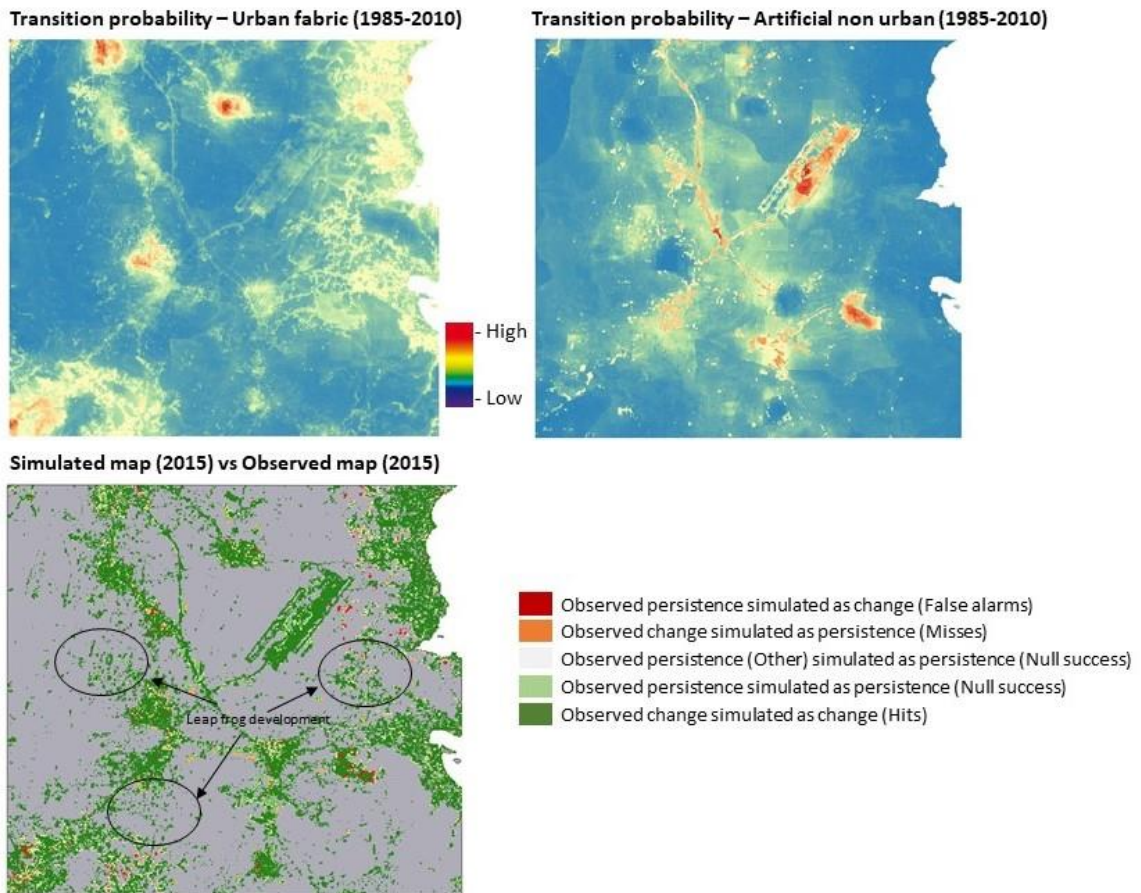 Transition probability – Urban fabric (1985-2010)
Transition probability – Artificial non urban (1985-2010)
- High
- Low
Simulated map (2015) vs Observed map (2015)
Leap frog development
Observed persistence simulated as change (False alarms)
Observed change simulated as persistence (Misses)
Observed persistence (Other) simulated as persistence (Null success)
Observed persistence simulated as persistence (Null success)
Observed change simulated as change (Hits)